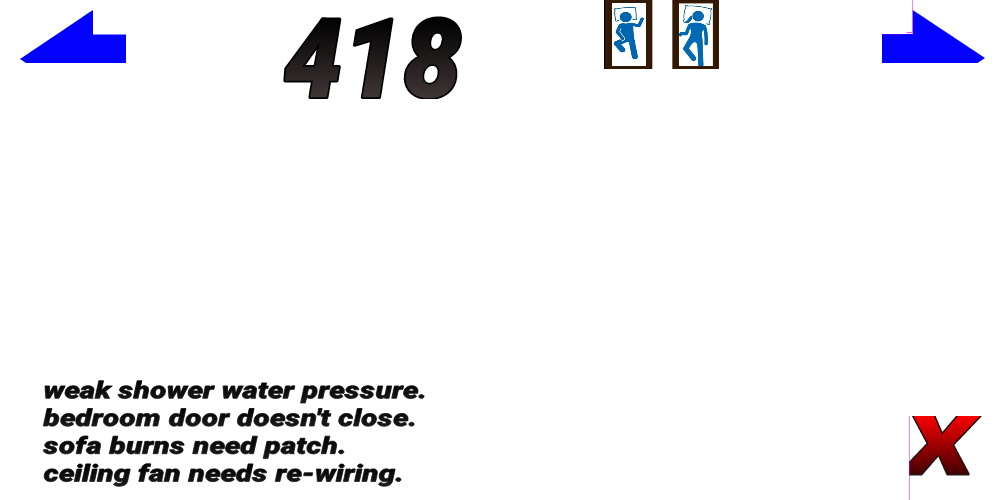 418
weak shower water pressure.
bedroom door doesn't close.
sofa burns need patch.
ceiling fan needs re-wiring.
X